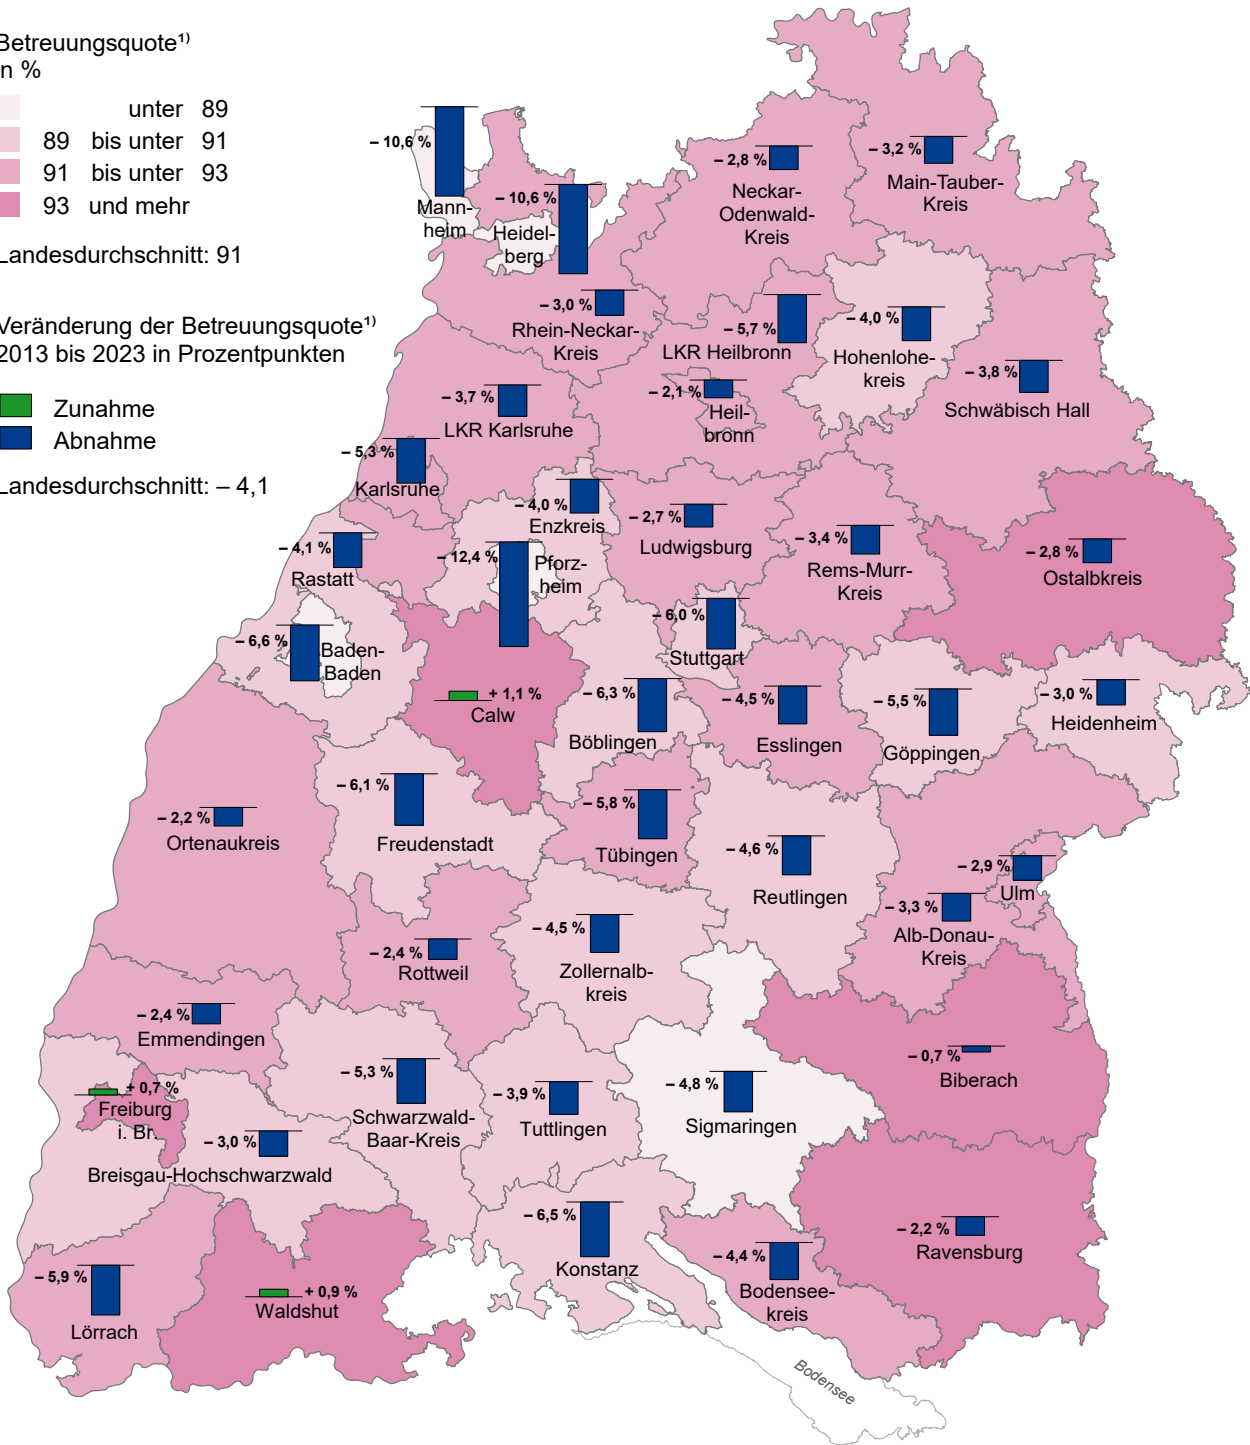 Betreuungsquote¹⁾
in %
unter 89
89 bis unter 91
91 bis unter 93
93 und mehr
Landesdurchschnitt: 91
Veränderung der Betreuungsquote¹⁾
2013 bis 2023 in Prozentpunkten
Zunahme
Abnahme
Landesdurchschnitt: – 4,1
– 10,6 %
Mann-
heim
– 10,6 %
Heidel-
berg
– 2,8 %
Neckar-
Odenwald-
Kreis
– 3,2 %
Main-Tauber-
Kreis
– 3,0 %
Rhein-Neckar-
Kreis
– 5,7 %
LKR Heilbronn
– 4,0 %
Hohenlohe-
kreis
– 3,8 %
Schwäbisch Hall
– 3,7 %
LKR Karlsruhe
– 2,1 %
Heil-
bronn
– 5,3 %
Karlsruhe
– 4,0 %
Enzkreis
– 2,7 %
Ludwigsburg
– 3,4 %
Rems-Murr-
Kreis
– 2,8 %
Ostalbkreis
– 4,1 %
Rastatt
– 12,4 %
Pforz-
heim
– 6,6 %
Baden-
Baden
– 6,0 %
Stuttgart
+ 1,1 %
Calw
– 6,3 %
Böblingen
– 4,5 %
Esslingen
– 5,5 %
Göppingen
– 3,0 %
Heidenheim
– 2,2 %
Ortenaukreis
– 6,1 %
Freudenstadt
– 5,8 %
Tübingen
– 4,6 %
Reutlingen
– 2,9 %
Ulm
– 3,3 %
Alb-Donau-
Kreis
– 2,4 %
Rottweil
– 4,5 %
Zollernalb-
kreis
– 2,4 %
Emmendingen
+ 0,7 %
Freiburg
i. Br.
– 3,0 %
Breisgau-Hochschwarzwald
– 5,3 %
Schwarzwald-
Baar-Kreis
– 3,9 %
Tuttlingen
– 4,8 %
Sigmaringen
– 0,7 %
Biberach
– 5,9 %
Lörrach
+ 0,9 %
Waldshut
– 6,5 %
Konstanz
– 4,4 %
Bodensee-
kreis
– 2,2 %
Ravensburg
Bodensee